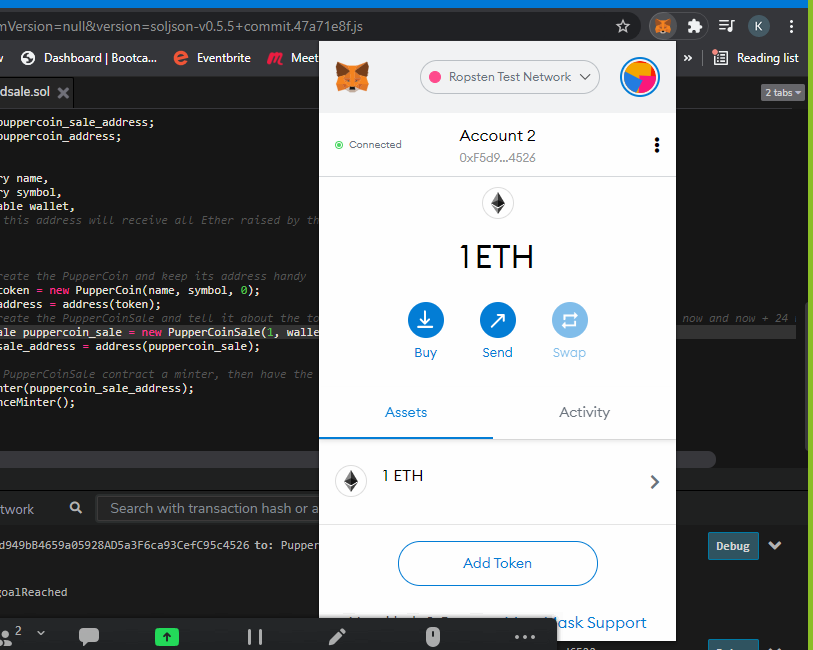 mVersion=null&version=soljson-v0.5.5+commit.47a71e8f.js
K
Dashboard | Bootca...
Eventbrite
Meet
»
Reading list
dsale.sol
2 tabs
puppercoin_sale_address;
puppercoin_address;
ry name,
ry symbol,
able wallet,
this address will receive all Ether raised by th
reate the PupperCoin and keep its address handy
token = new PupperCoin(name, symbol, 0);
address = address(token);
reate the PupperCoinSale and tell it about the to
now and now + 24
ale puppercoin_sale = new PupperCoinSale(1, walle
sale_address = address(puppercoin_sale);
PupperCoinSale contract a minter, then have the
nter(puppercoin_sale_address);
nceMinter();
Ropsten Test Network
Connected
Account 2
0xF5d9...4526
1 ETH
Buy
Send
Swap
Assets
Activity
1 ETH
Add Token
Mask Support
twork
Search with transaction hash or a
d949bB4659a05928AD5a3F6ca93CefC95c4526 to: Pupper
Debug
goalReached
2